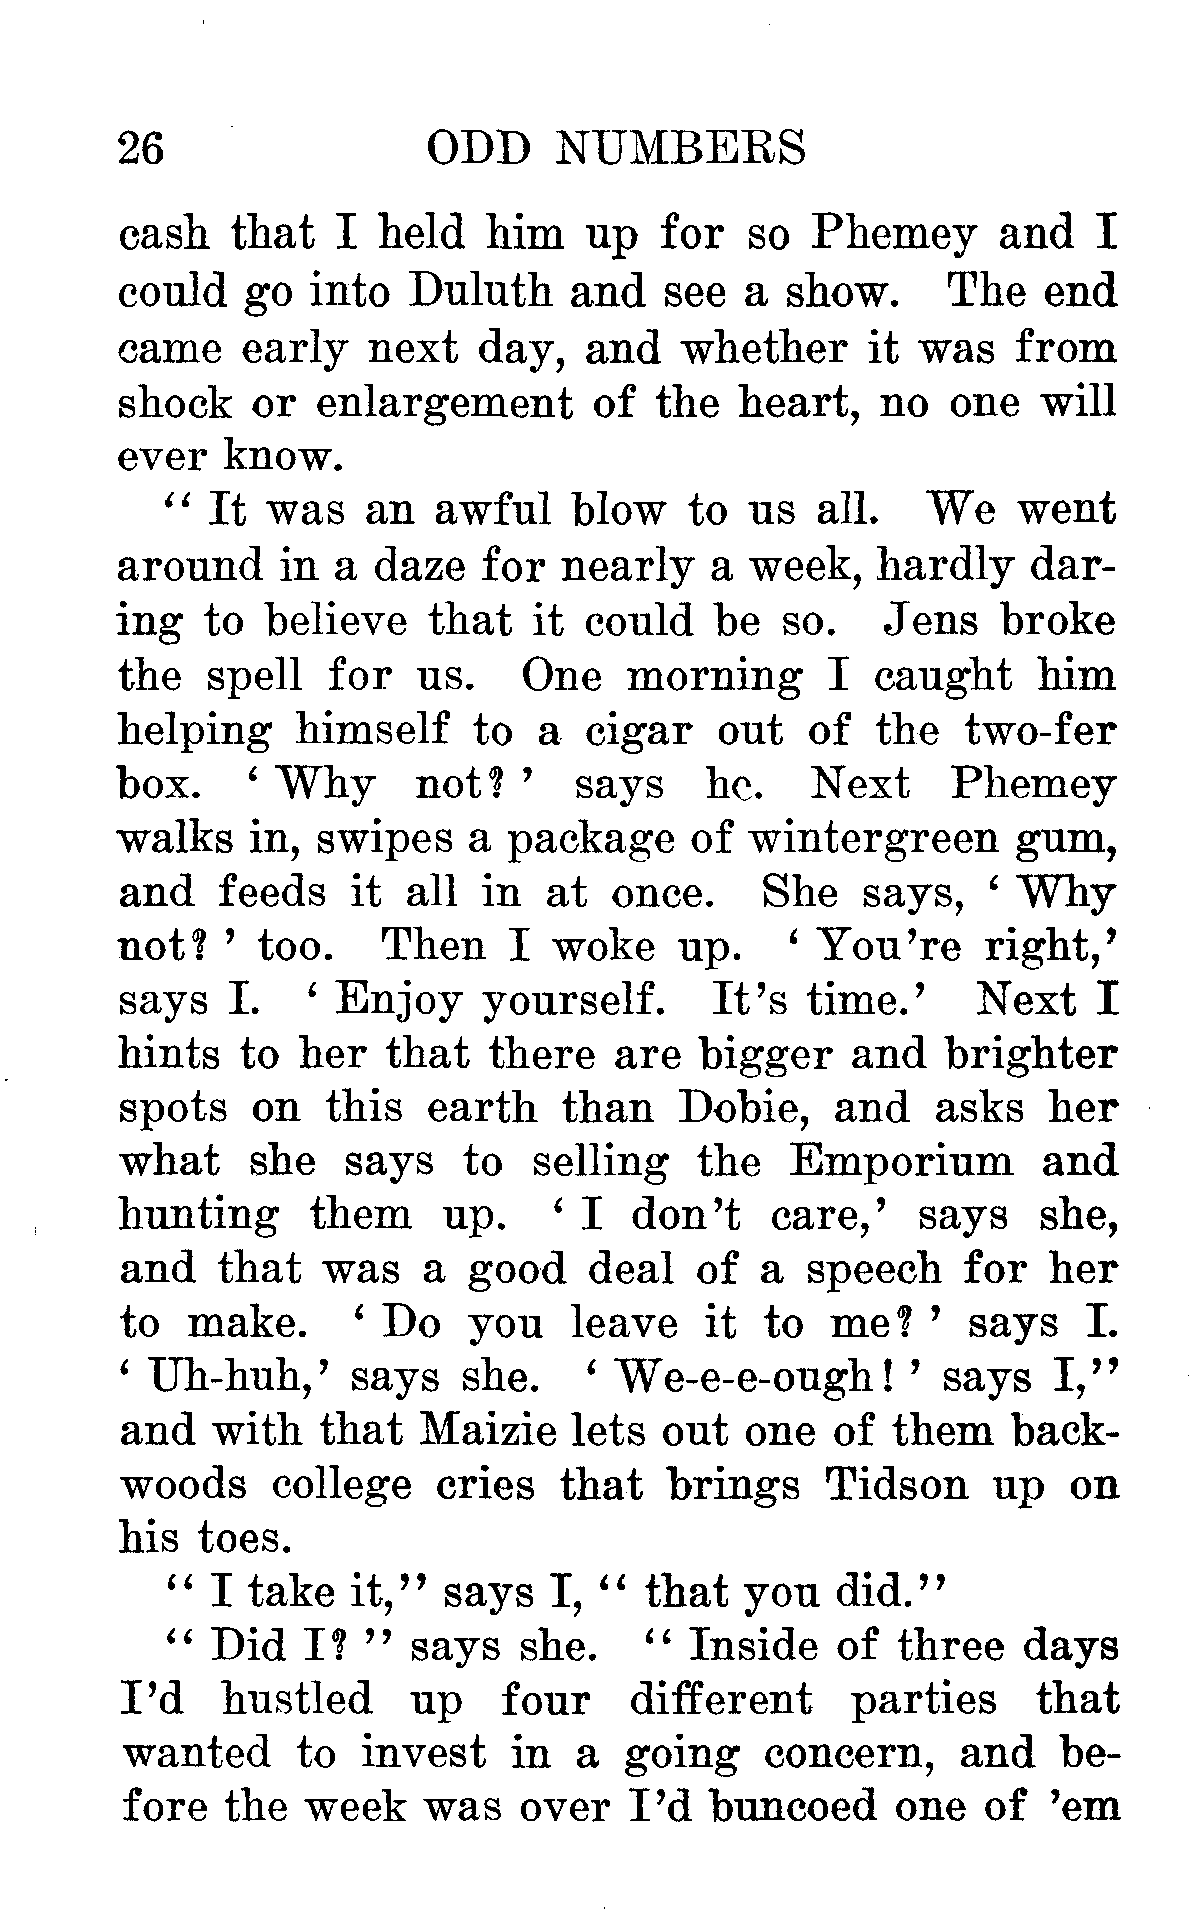 26 ODD NUMBERS
cash that I held him up for so Phemey and I
could go into Duluth and see a show. The end
came early next day, and whether it was from
shock or enlargement of the heart, no one will
ever know.
“ It was an awful blow to us all. We went
around in a daze for nearly a week, hardly dar-
ing to believe that it could be so. Jens broke
the spell for us. One morning I caught him
helping himself to a cigar out of the two-fer
box. ‘ Why not? ’ says he. Next Phemey
walks in, swipes a package of wintergreen gum,
and feeds it all in at once. She says, ‘ Why
not? ’ too. Then I woke up. ‘ You’re right,’
says I. ‘ Enjoy yourself. It’s time.’ Next I
hints to her that there are bigger and brighter
spots on this earth than Dobie, and asks her
what she says to selling the Emporium and
hunting them up. ‘ I don’t care,’ says she,
and that was a good deal of a speech for her
to make. ‘ Do you leave it to me? ’ says I.
‘ Uh-huh,’ says she. ‘ We-e-e-ough! ’ says I,”
and with that Maizie lets out one of them back-
woods college cries that brings Tidson up on
his toes.
“ I take it,” says I, “ that you did.”
“ Did I? ” says she. “ Inside of three days
I’d hustled up four different parties that
wanted to invest in a going concern, and be-
fore the week was over I’d buncoed one of ’em